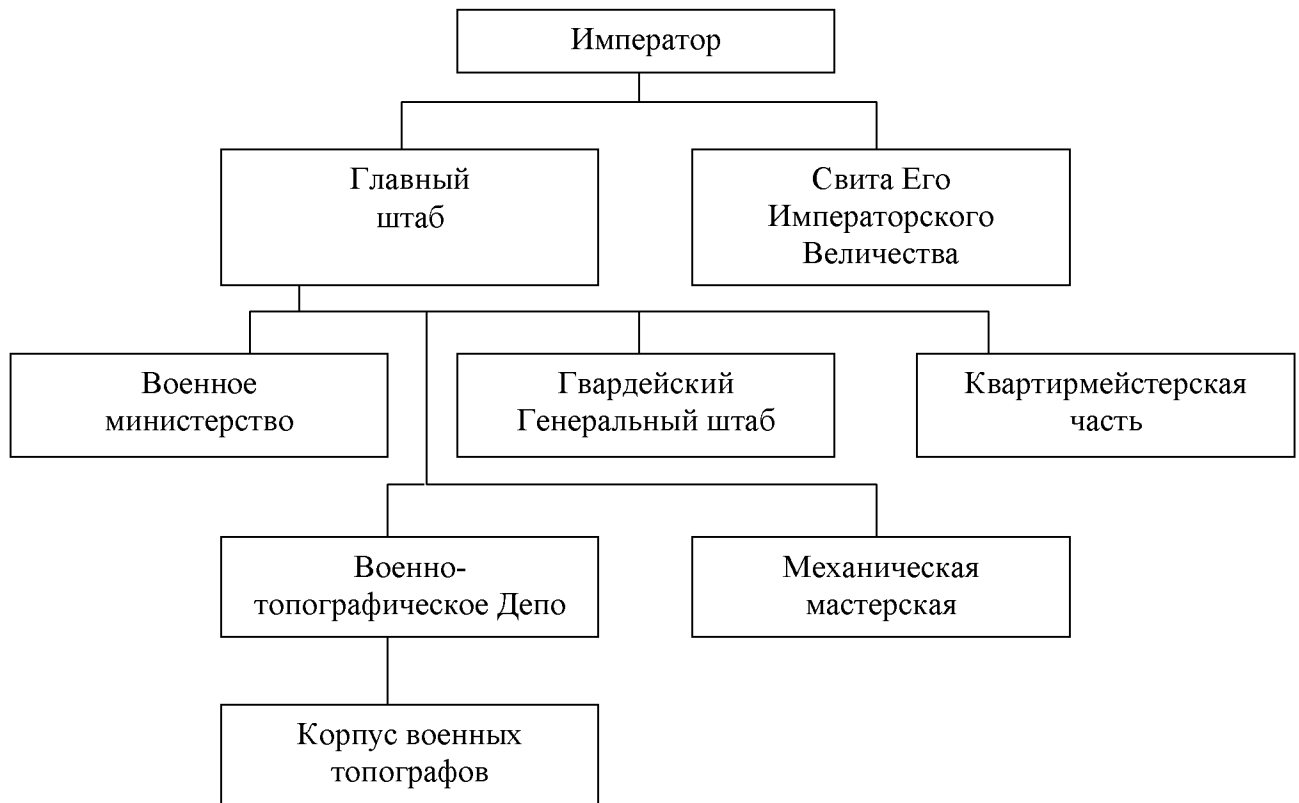 Император
Главный
штаб
Свита Его
Императорского
Величества
Военное
министерство
Гвардейский
Генеральный штаб
Квартирмейстерская
часть
Военно-
топографическое Депо
Механическая
мастерская
Корпус военных
топографов